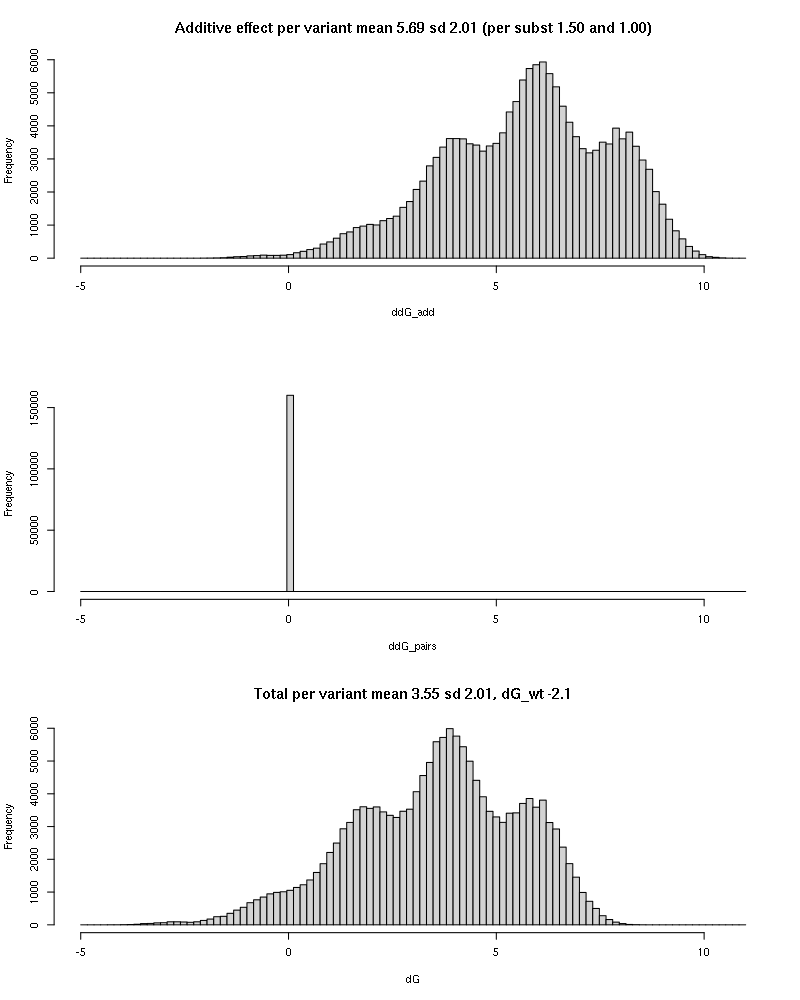 Additive effect per variant mean 5.69 sd 2.01 (per subst 1.50 and 1.00)
Frequency
6000
5000
4000
3000
2000
1000
0
-5 0 5 10
ddG_add
Frequency
150000
100000
50000
0
-5 0 5 10
ddG_pairs
Total per variant mean 3.55 sd 2.01, dG_wt -2.1
Frequency
6000
5000
4000
3000
2000
1000
0
-5 0 5 10
dG